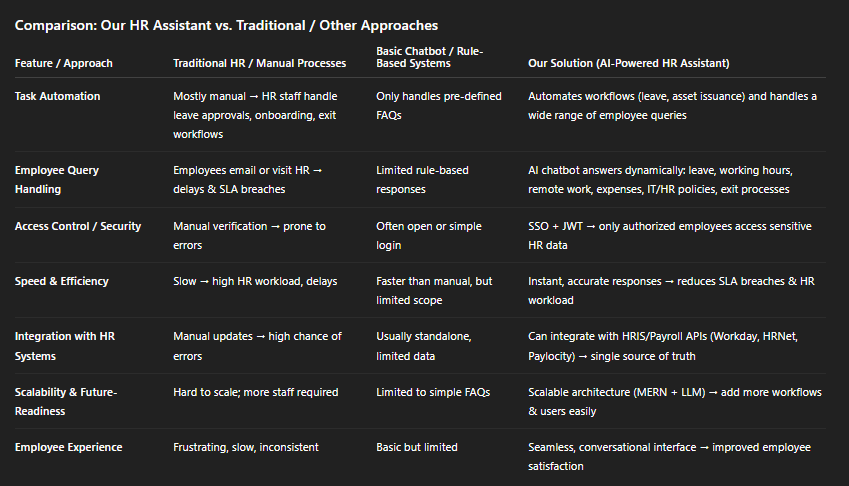 Comparison: Our HR Assistant vs. Traditional / Other Approaches
Feature / Approach
Traditional HR / Manual Processes
Basic Chatbot / Rule-
Based Systems
Our Solution (AI-Powered HR Assistant)
Task Automation
Mostly manual → HR staff handle
leave approvals, onboarding, exit
workflows
Only handles pre-defined
FAQs
Automates workflows (leave, asset issuance) and handles a
wide range of employee queries
Employee Query
Handling
Employees email or visit HR →
delays & SLA breaches
Limited rule-based
responses
AI chatbot answers dynamically: leave, working hours,
remote work, expenses, IT/HR policies, exit processes
Access Control / Security
Manual verification → prone to
errors
Often open or simple
login
SSO + JWT → only authorized employees access sensitive
HR data
Speed & Efficiency
Slow → high HR workload, delays
Faster than manual, but
limited scope
Instant, accurate responses → reduces SLA breaches & HR
workload
Integration with HR
Systems
Manual updates → high chance of
errors
Usually standalone,
limited data
Can integrate with HRIS/Payroll APIs (Workday, HRNet,
Paylocity) → single source of truth
Scalability & Future-
Readiness
Hard to scale; more staff required
Limited to simple FAQs
Scalable architecture (MERN + LLM) → add more workflows
& users easily
Employee Experience
Frustrating, slow, inconsistent
Basic but limited
Seamless, conversational interface → improved employee
satisfaction